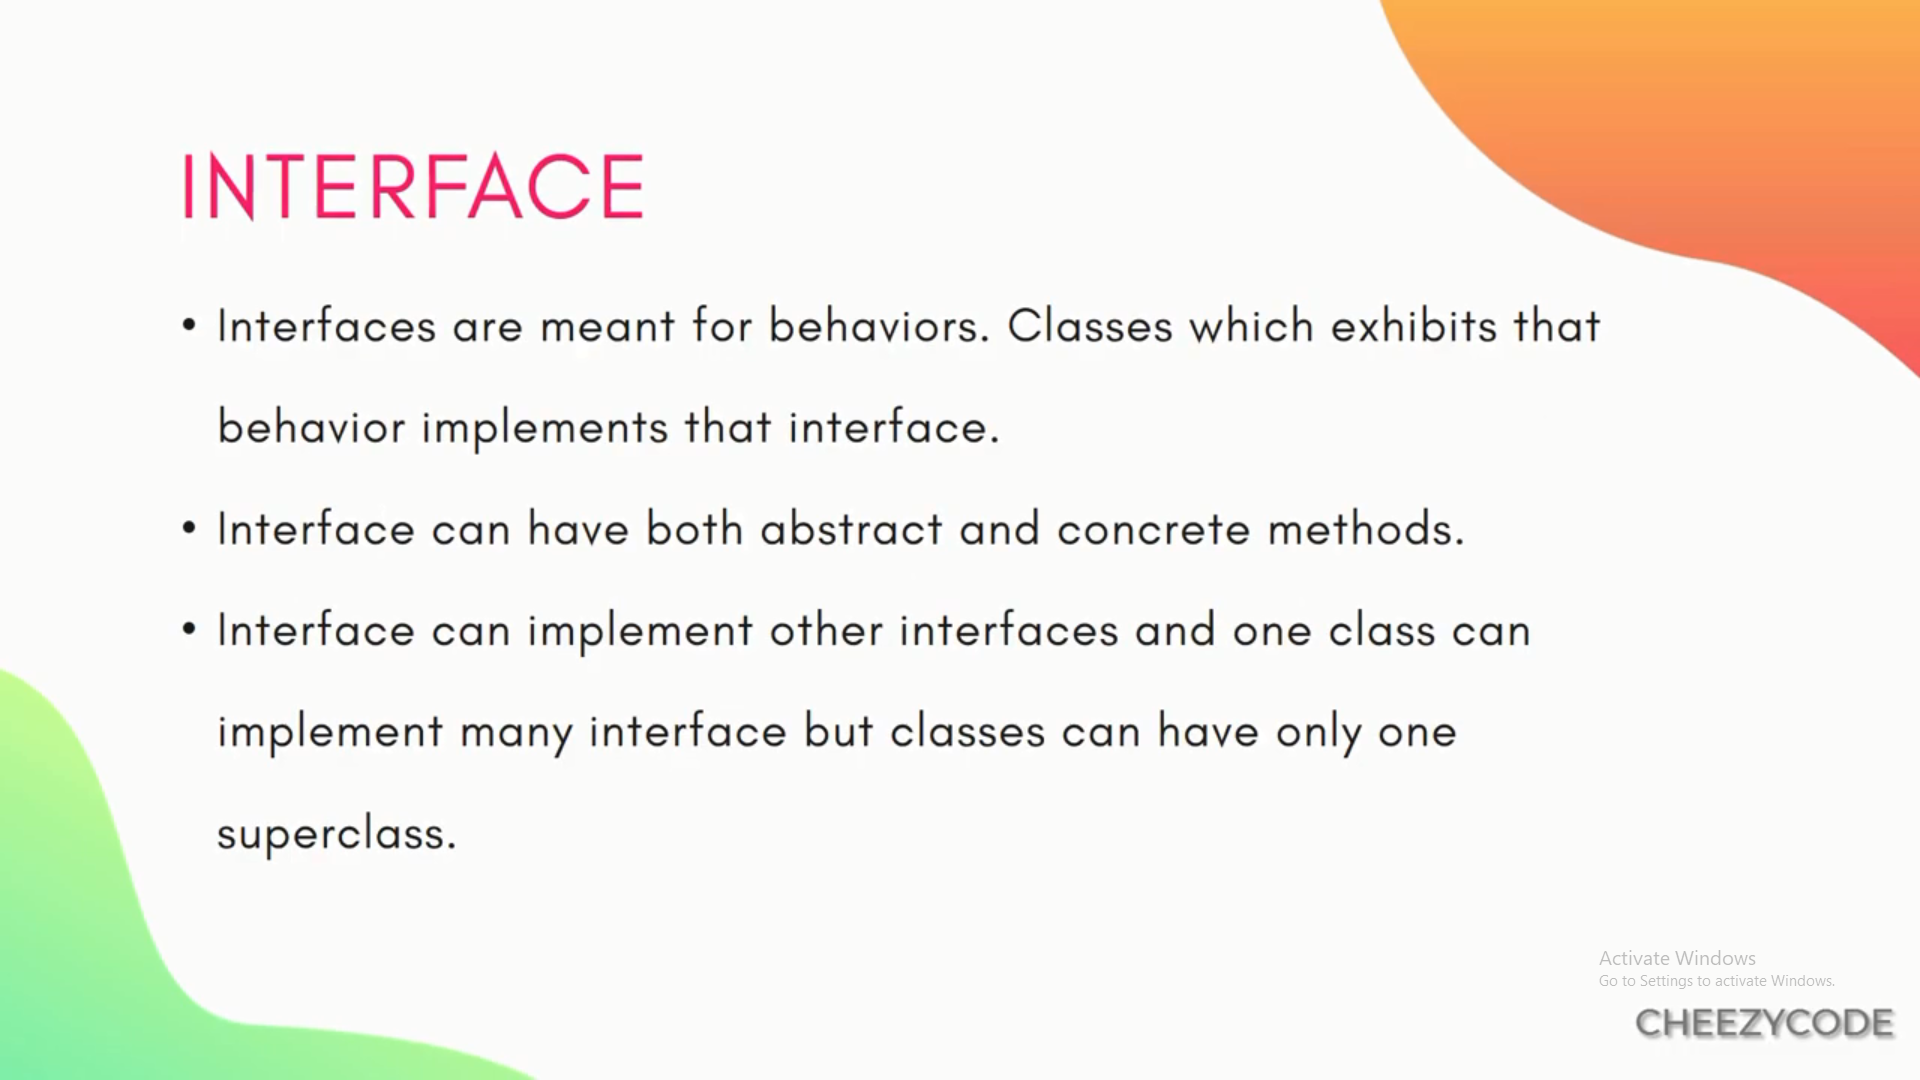 INTERFACE
• Interfaces are meant for behaviors. Classes which exhibits that
behavior implements that interface.
• Interface can have both abstract and concrete methods.
• Interface can implement other interfaces and one class can
implement many interface but classes can have only one
superclass.
Activate Windows
Go to Settings to activate Windows.
CHEEZYCODE